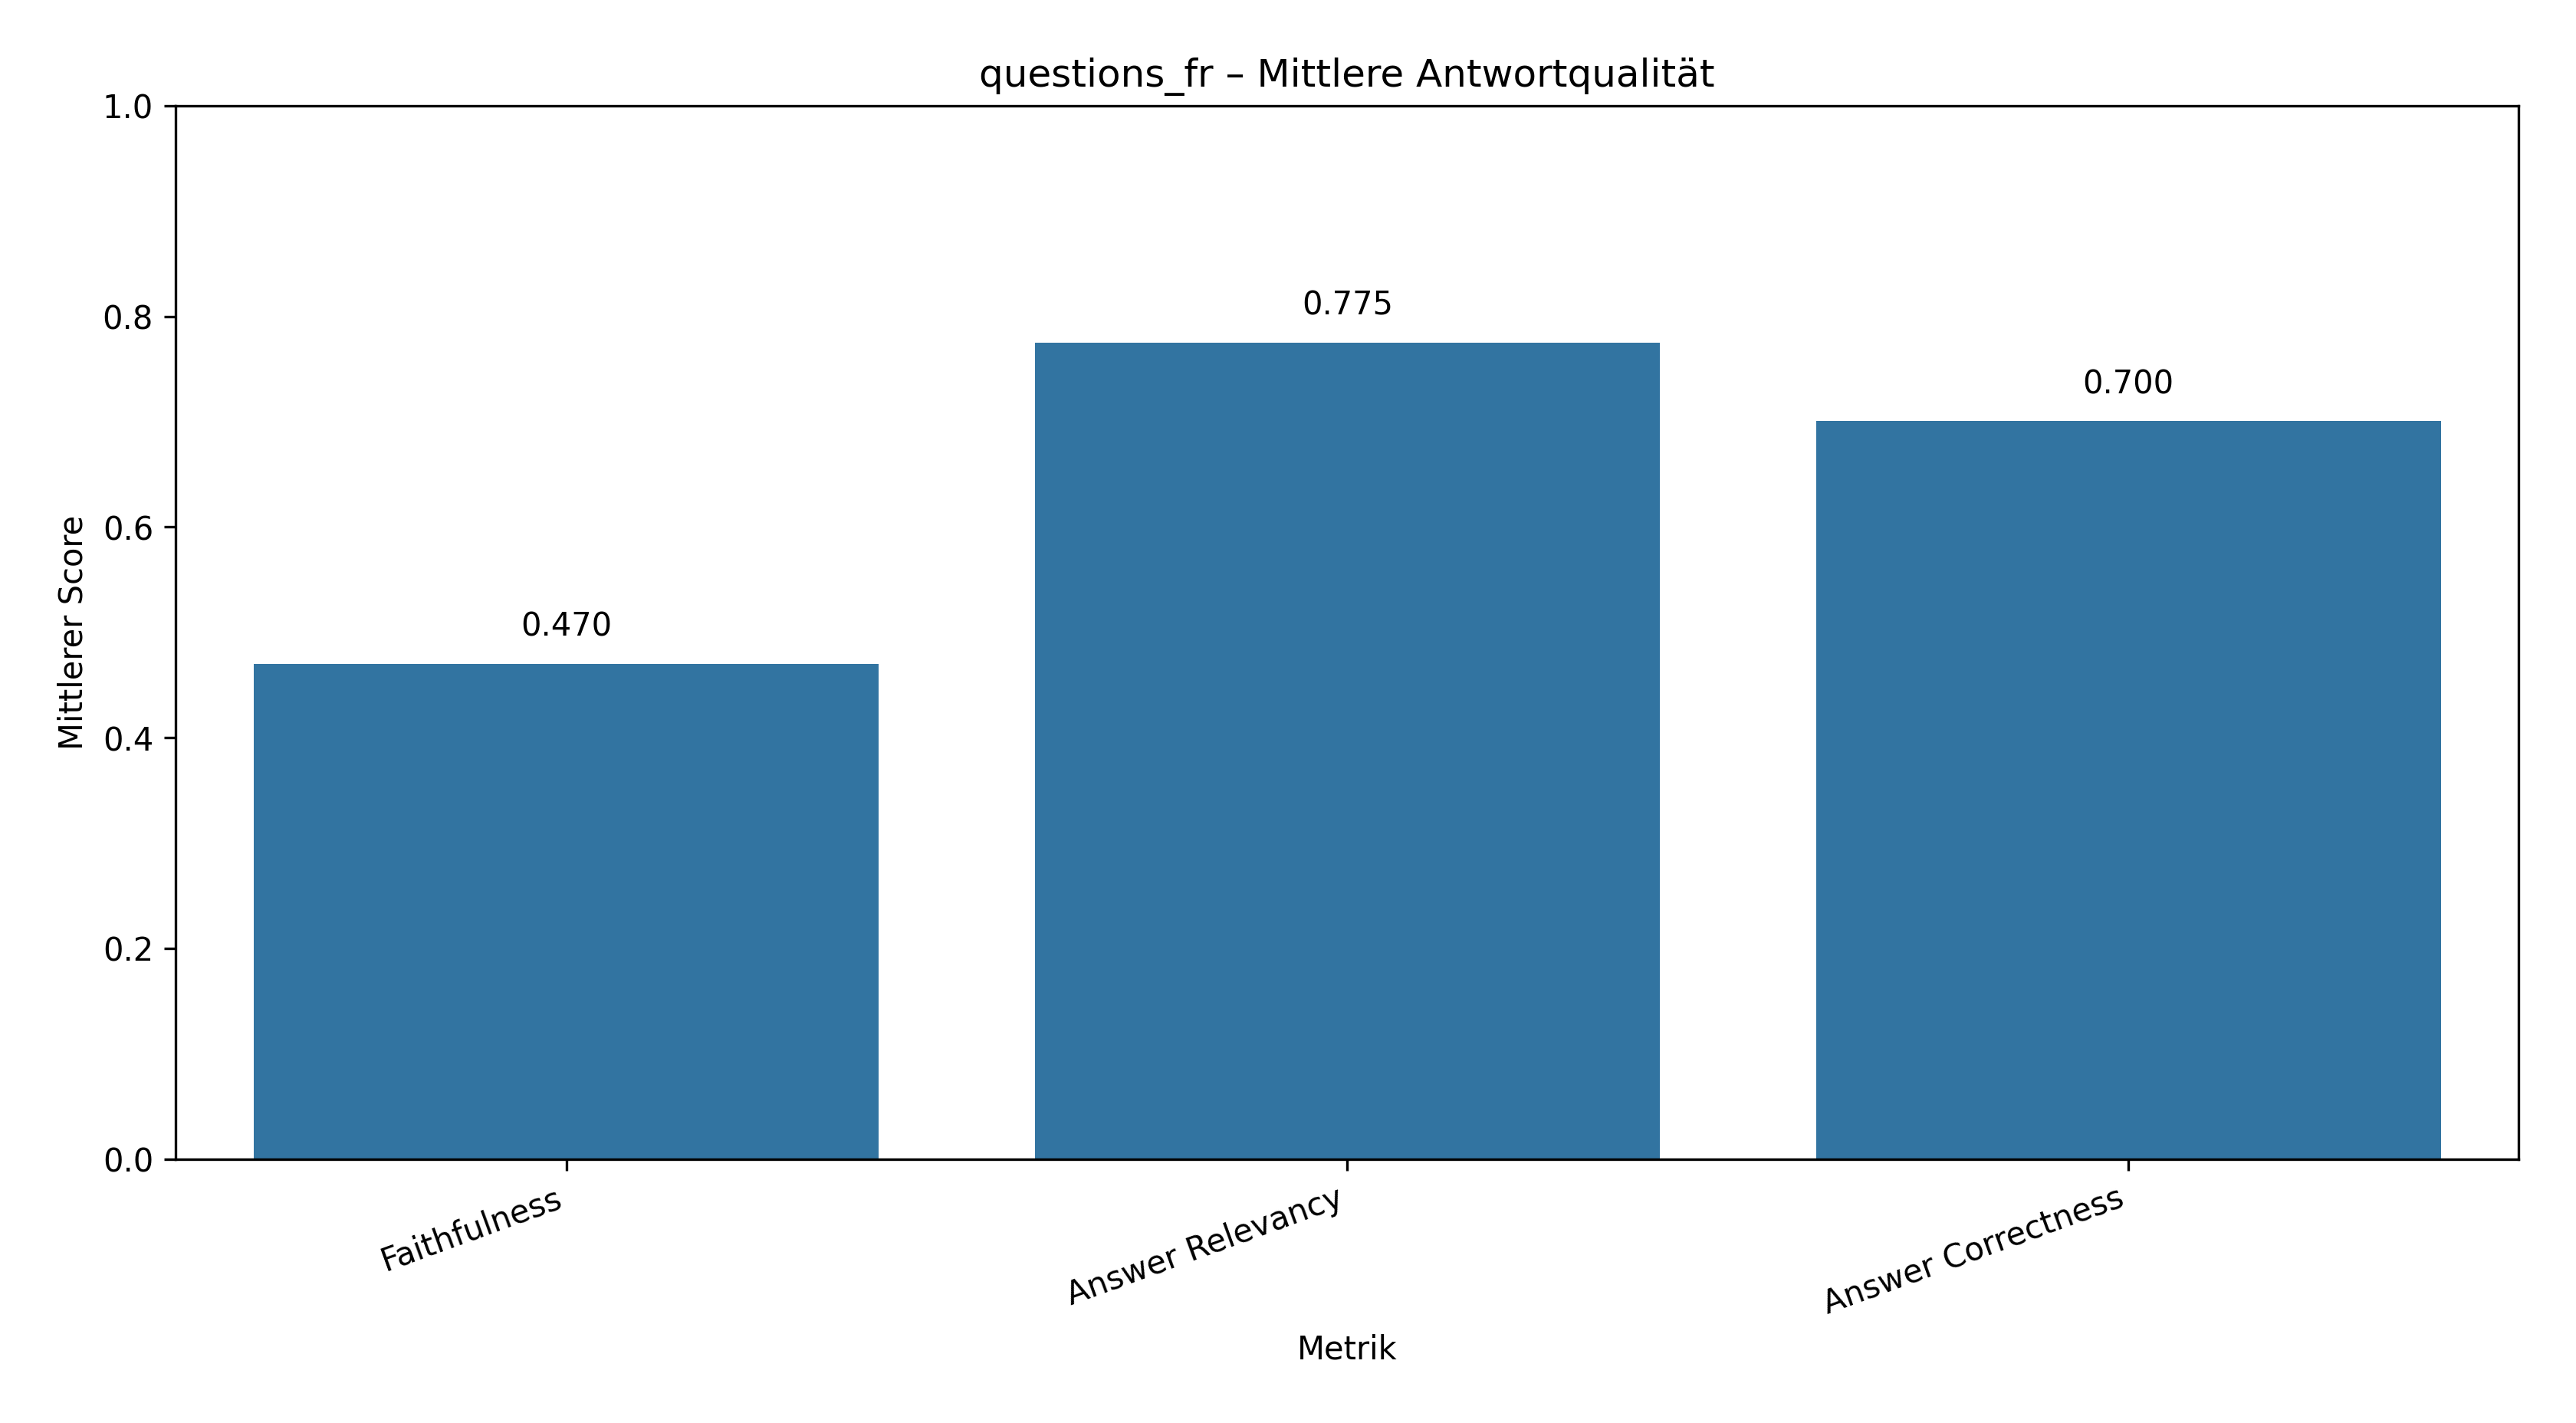 questions_fr – Mittlere Antwortqualität
1.0
0.8
0.6
0.4
0.2
0.0
Mittlerer Score
0.470
0.775
0.700
Faithfulness
Answer Relevancy
Answer Correctness
Metrik